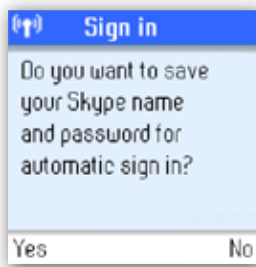 Sign in
Do you want to save
your Skype name
and password for
automatic sign in?
Yes No